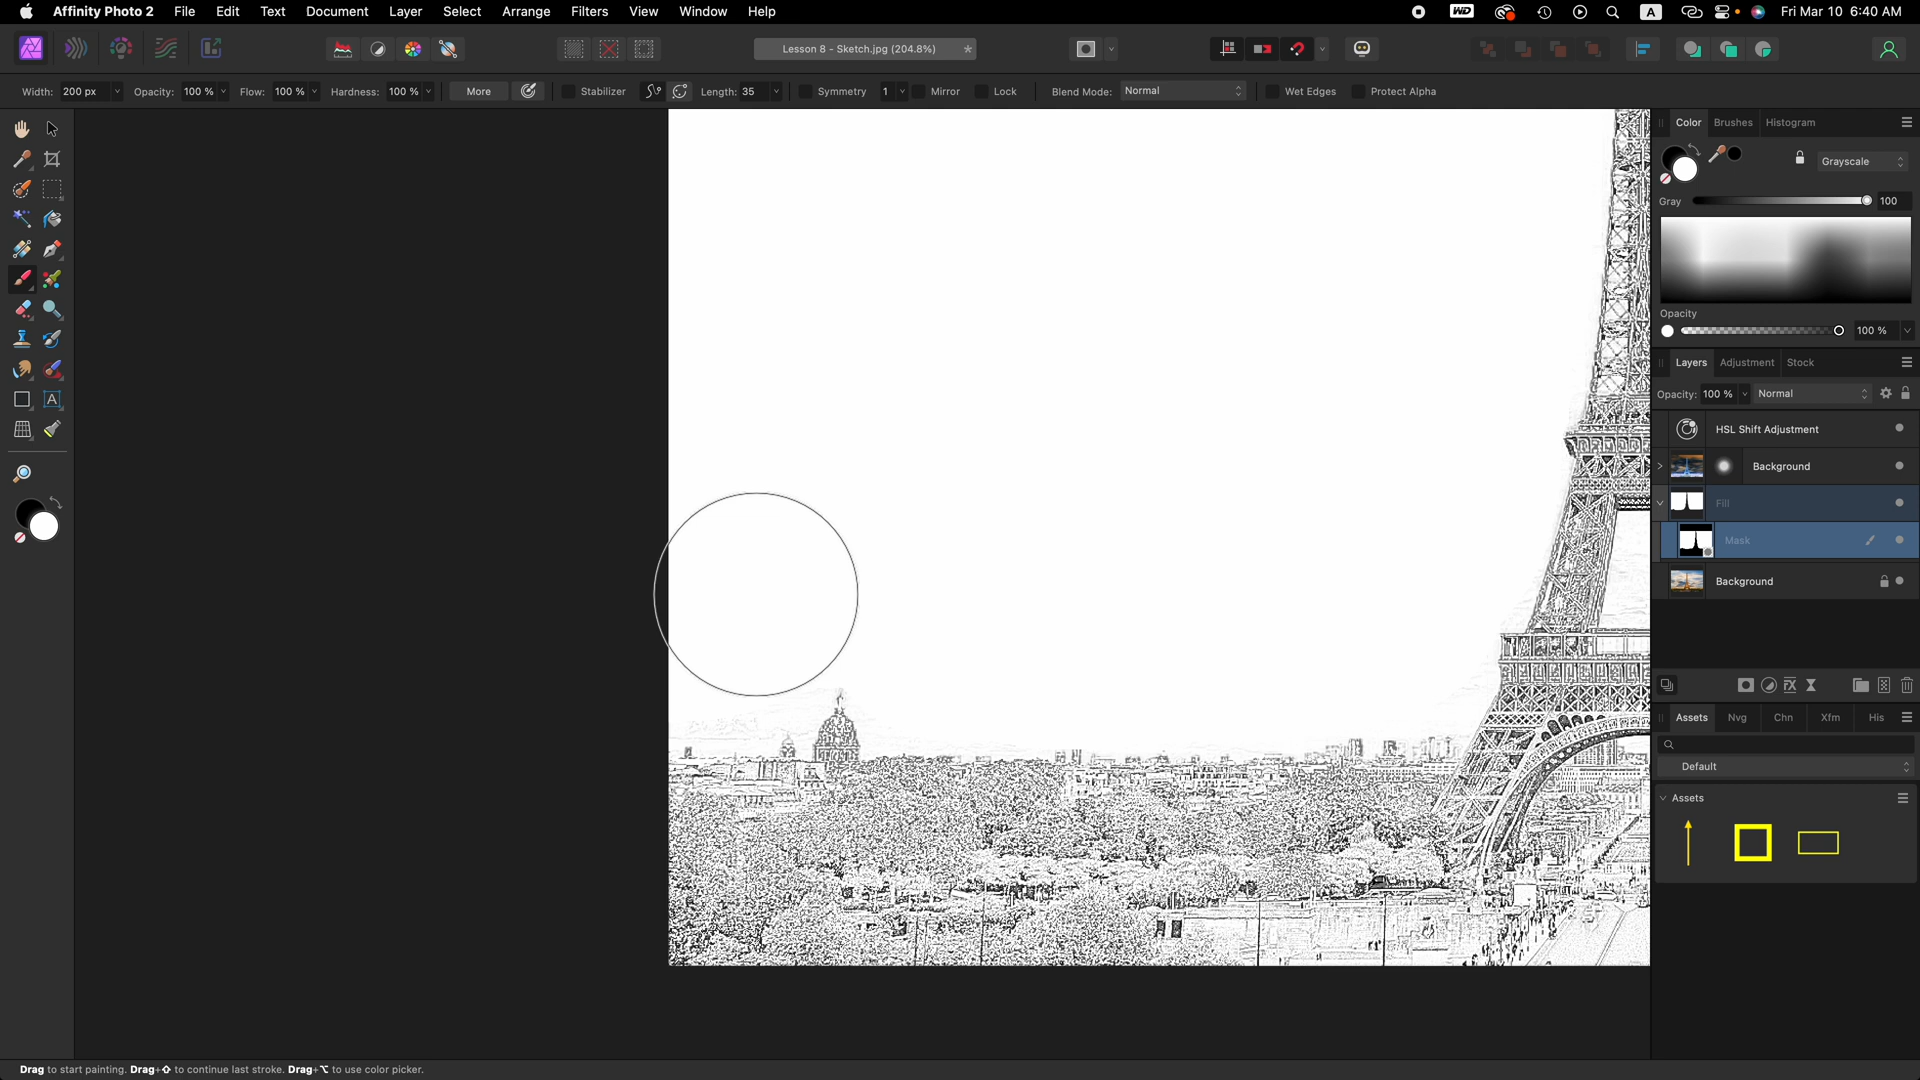 Affinity Photo 2 File Edit Text Document Layer Select Arrange Filters View Window Help WD A Fri Mar 10 6:40 AM
Lesson 8 - Sketch.jpg (204.8%) *
Width: 200 px Opacity: 100 % Flow: 100 % Hardness: 100 % More Stabilizer Length: 35 Symmetry 1 Mirror Lock Blend Mode: Normal Wet Edges Protect Alpha
Color Brushes Histogram
Grayscale
Gray 100
Opacity
100 %
Layers Adjustment Stock
Opacity: 100 % Normal
HSL Shift Adjustment
Background
Fill
Mask
Background
FX
Assets Nvg Chn Xfm His
Default
Assets
A
Drag to start painting. Drag+⇧ to continue last stroke. Drag+⌥ to use color picker.